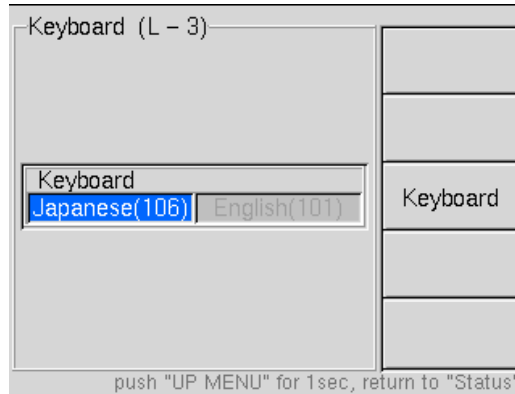 Keyboard (L – 3)
Keyboard
Japanese(106) English(101)
Keyboard
push "UP MENU" for 1sec, return to "Status"